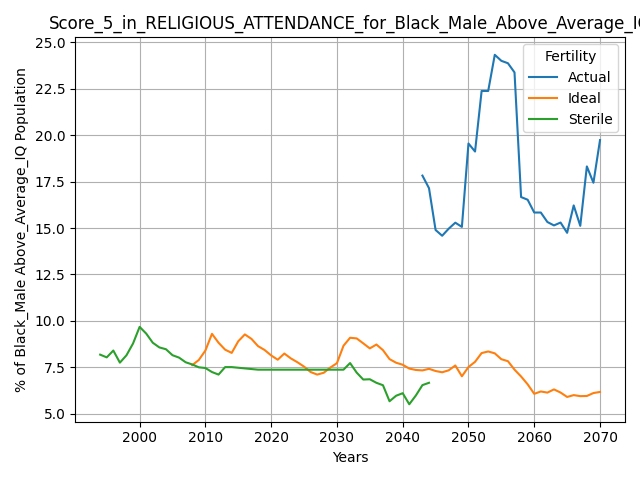 Score_5_in_RELIGIOUS_ATTENDANCE_for_Black_Male_Above_Average_IQ
% of Black_Male Above_Average_IQ Population
25.0
22.5
20.0
17.5
15.0
12.5
10.0
7.5
5.0
Fertility
Actual
Ideal
Sterile
2000
2010
2020
2030
2040
2050
2060
2070
Years